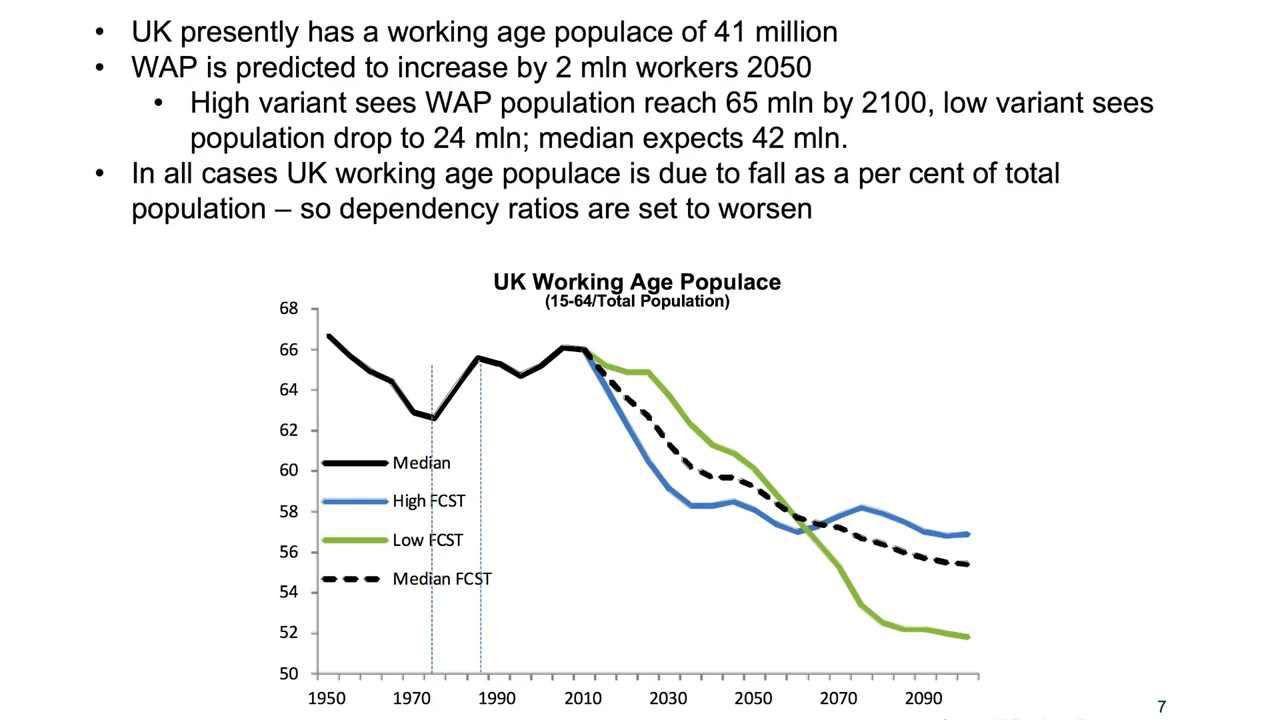 • UK presently has a working age populace of 41 million
• WAP is predicted to increase by 2 mln workers 2050
• High variant sees WAP population reach 65 mln by 2100, low variant sees
population drop to 24 mln; median expects 42 mln.
• In all cases UK working age populace is due to fall as a per cent of total
population – so dependency ratios are set to worsen
UK Working Age Populace
(15-64/Total Population)
68
66
64
62
60
58
56
54
52
50
Median
High FCST
Low FCST
Median FCST
1950 1970 1990 2010 2030 2050 2070 2090
7